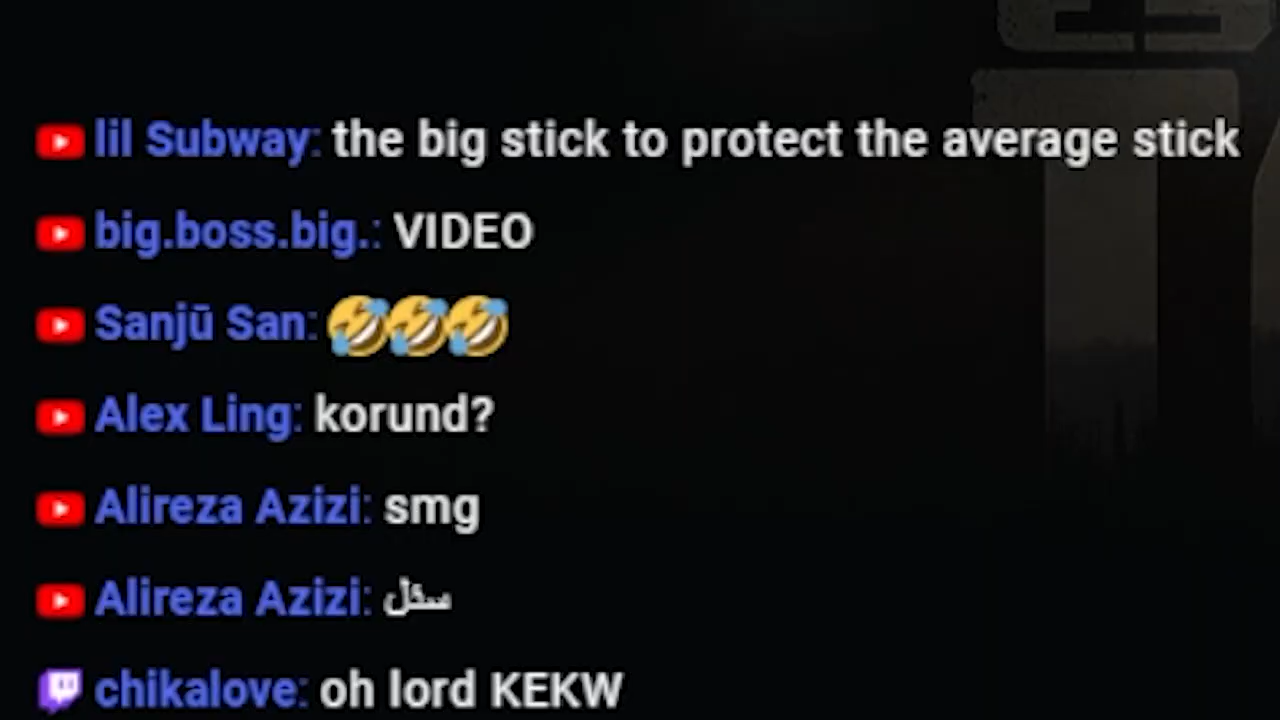 lil Subway: the big stick to protect the average stick
big.boss.big.: VIDEO
Sanjū San: 🤣🤣🤣
Alex Ling: korund?
Alireza Azizi: smg
Alireza Azizi:
chikalove: oh lord KEKW